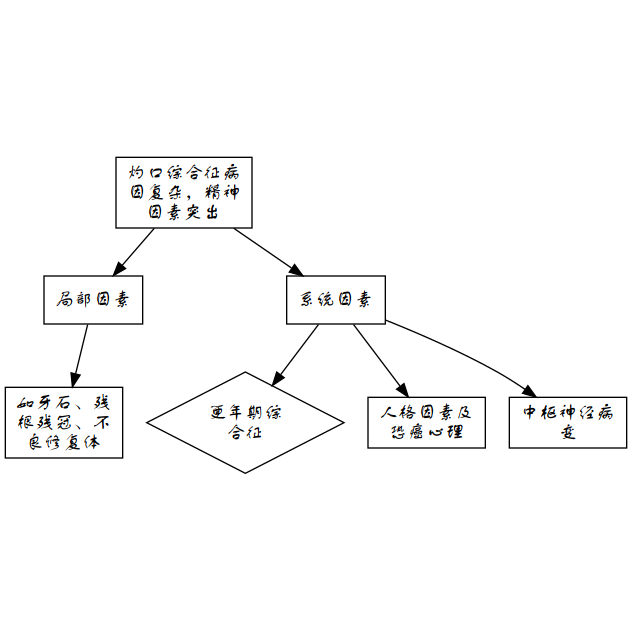 灼口综合征病
因复杂，精神
因素突出
局部因素
系统因素
如牙石、残
根残冠、不
良修复体
更年期综
合征
人格因素及
恐癌心理
中枢神经病
变